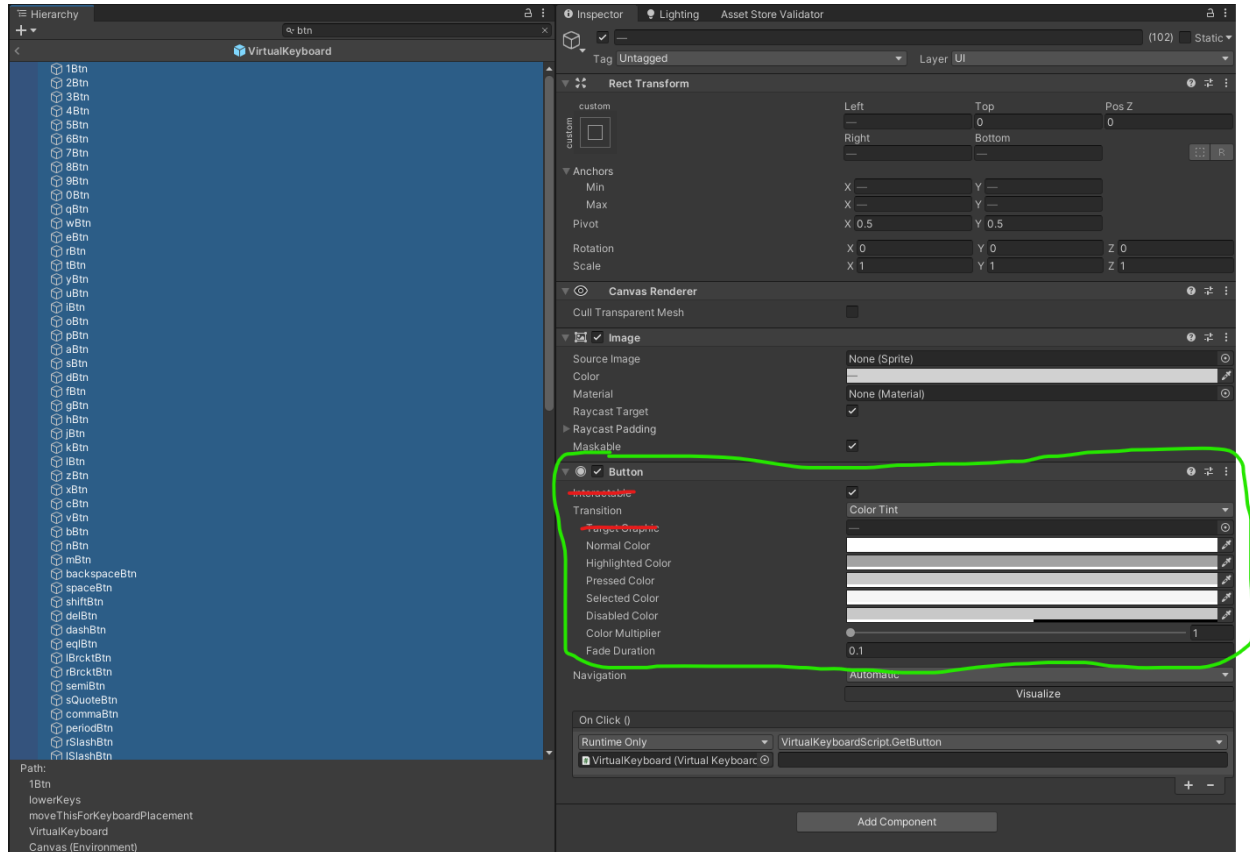 Hierarchy
btn
VirtualKeyboard
1Btn
2Btn
3Btn
4Btn
5Btn
6Btn
7Btn
8Btn
9Btn
0Btn
qBtn
wBtn
eBtn
rBtn
tBtn
yBtn
uBtn
iBtn
oBtn
pBtn
aBtn
sBtn
dBtn
fBtn
gBtn
hBtn
jBtn
kBtn
lBtn
zBtn
xBtn
cBtn
vBtn
bBtn
nBtn
mBtn
backspaceBtn
spaceBtn
shiftBtn
delBtn
dashBtn
eqlBtn
lBrcktBtn
rBrcktBtn
semiBtn
sQuoteBtn
commaBtn
periodBtn
rSlashBtn
lSlashBtn
Path:
1Btn
lowerKeys
moveThisForKeyboardPlacement
VirtualKeyboard
Canvas (Environment)
Inspector Lighting Asset Store Validator
— (102) Static
Tag Untagged Layer UI
Rect Transform
custom Left Top Pos Z
custom — 0 0
Right Bottom
— — R
Anchors
Min X — Y —
Max X — Y —
Pivot X 0.5 Y 0.5
Rotation X 0 Y 0 Z 0
Scale X 1 Y 1 Z 1
Canvas Renderer
Cull Transparent Mesh
Image
Source Image None (Sprite)
Color —
Material None (Material)
Raycast Target
Raycast Padding
Maskable
Button
Interactable
Transition Color Tint
Target Graphic —
Normal Color
Highlighted Color
Pressed Color
Selected Color
Disabled Color
Color Multiplier 1
Fade Duration 0.1
Navigation Automatic
Visualize
On Click ()
Runtime Only VirtualKeyboardScript.GetButton
VirtualKeyboard (Virtual Keyboard
+ -
Add Component